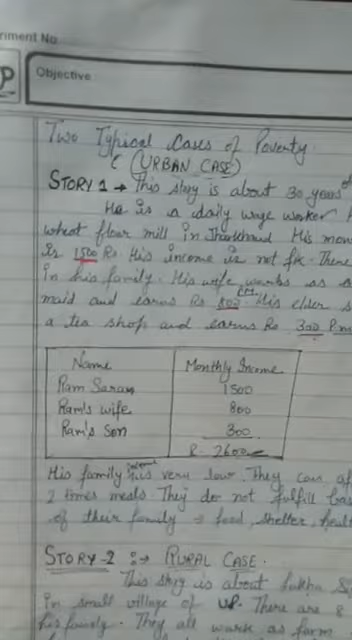 riment No.
P
Objective
Two Typical Cases of Poverty.
(URBAN CASE)
STORY 1 → This story is about 30 years
He is a daily wage worker
wheat flour mill in Jharkhand His
is 1500 Rs His income is not fix. There
in his family. His wife works as a
maid and earns Rs 800. His elder s
a tea shop and earns Rs 300 P.m
Name Monthly Income
Ram Saran 1500
Ram's wife 800
Ram's Son 300
R. 2600
His family is very low. They can af
2 times meals. They do not fulfill bas
of their family → food, shelter, healt
STORY-2 :→ RURAL CASE.
This story is about Lakha
in small village of UP. There are 8
his family. They all work as farm